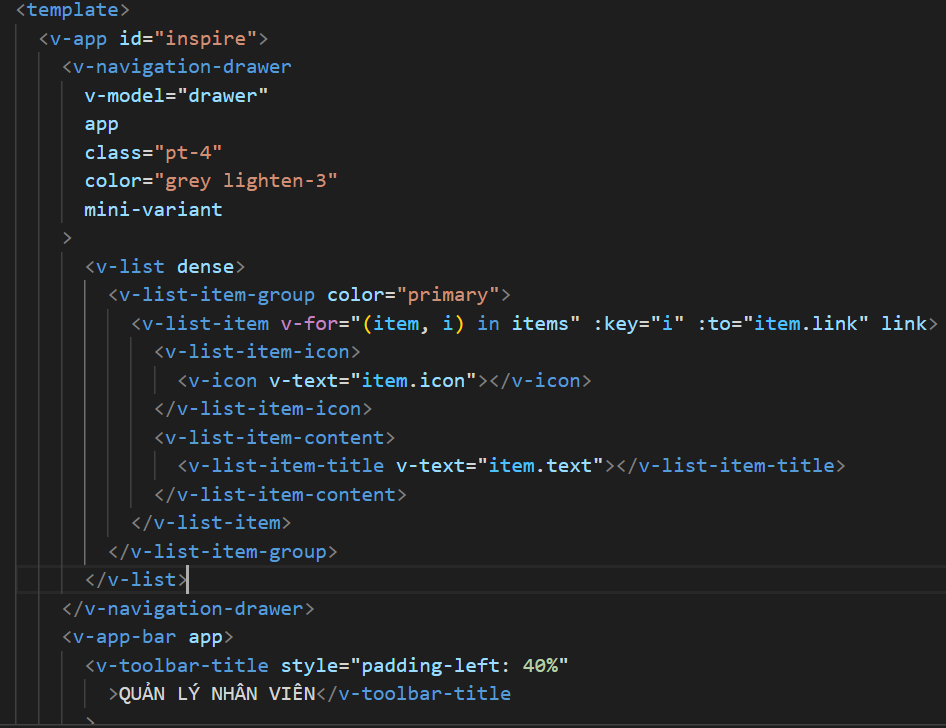 <template>
<v-app id="inspire">
<v-navigation-drawer
v-model="drawer"
app
class="pt-4"
color="grey lighten-3"
mini-variant
>
<v-list dense>
<v-list-item-group color="primary">
<v-list-item v-for="(item, i) in items" :key="i" :to="item.link" link>
<v-list-item-icon>
<v-icon v-text="item.icon"></v-icon>
</v-list-item-icon>
<v-list-item-content>
<v-list-item-title v-text="item.text"></v-list-item-title>
</v-list-item-content>
</v-list-item>
</v-list-item-group>
</v-list>
</v-navigation-drawer>
<v-app-bar app>
<v-toolbar-title style="padding-left: 40%"
>QUẢN LÝ NHÂN VIÊN</v-toolbar-title
>